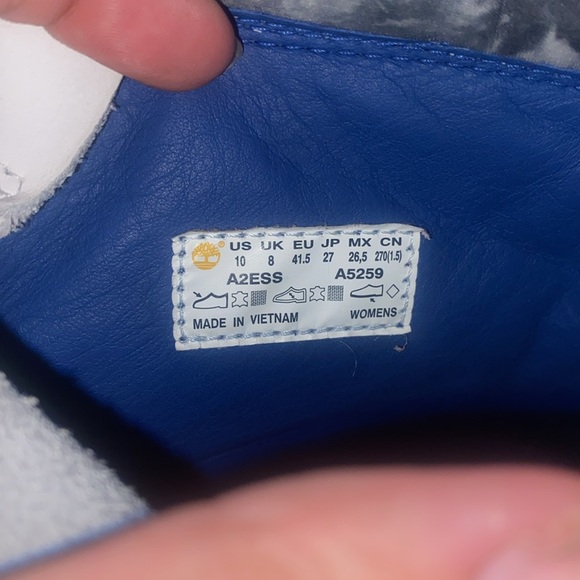 US UK EU JP MX CN
10 8 41.5 27 26,5 270(1.5)
A2ESS A5259
MADE IN VIETNAM WOMENS